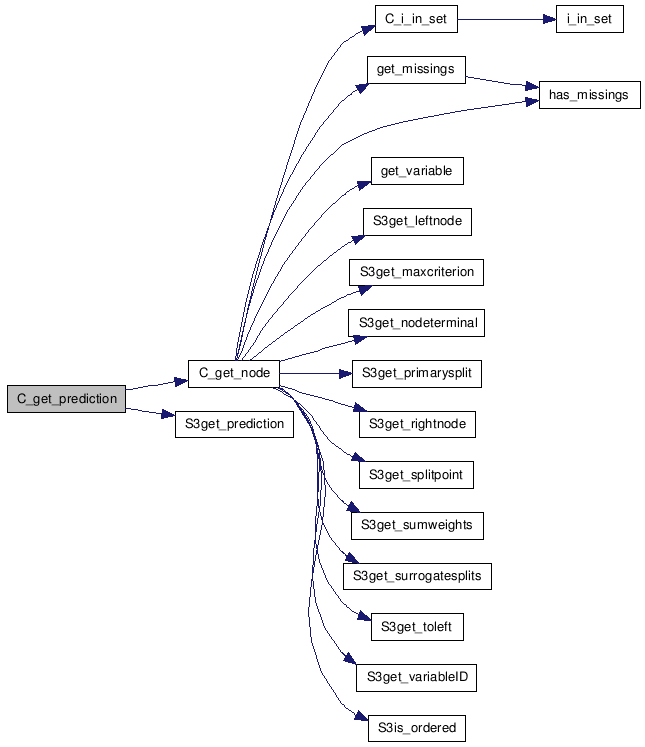 C_i_in_set
i_in_set
get_missings
has_missings
get_variable
S3get_leftnode
S3get_maxcriterion
S3get_nodeterminal
C_get_node
S3get_primarysplit
C_get_prediction
S3get_prediction
S3get_rightnode
S3get_splitpoint
S3get_sumweights
S3get_surrogatesplits
S3get_toleft
S3get_variableID
S3is_ordered